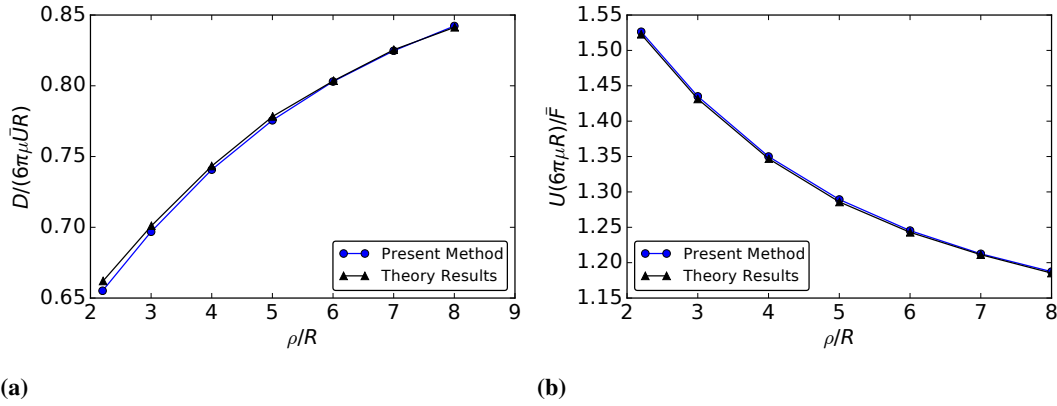 0.85
0.80
0.75
0.70
0.65
D/(6πμŪR)
2 3 4 5 6 7 8 9
ρ/R
Present Method
Theory Results
(a)
1.55
1.50
1.45
1.40
1.35
1.30
1.25
1.20
1.15
U(6πμR)/F̄
2 3 4 5 6 7 8
ρ/R
Present Method
Theory Results
(b)